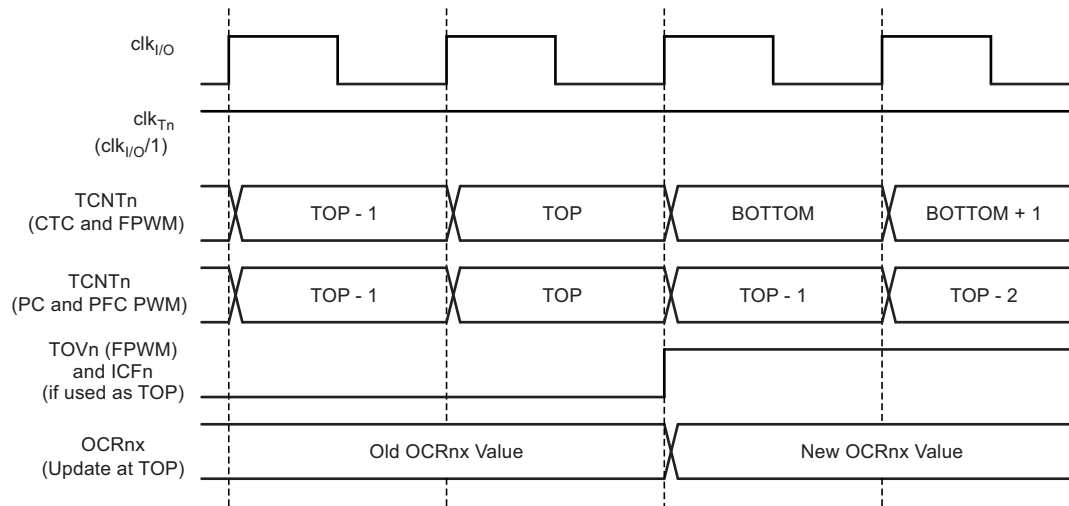 clkI/O
clkTn
(clkI/O/1)
TCNTn
(CTC and FPWM)
TOP - 1 TOP BOTTOM BOTTOM + 1
TCNTn
(PC and PFC PWM)
TOP - 1 TOP TOP - 1 TOP - 2
TOVn (FPWM)
and ICFn
(if used as TOP)
OCRnx
(Update at TOP)
Old OCRnx Value New OCRnx Value